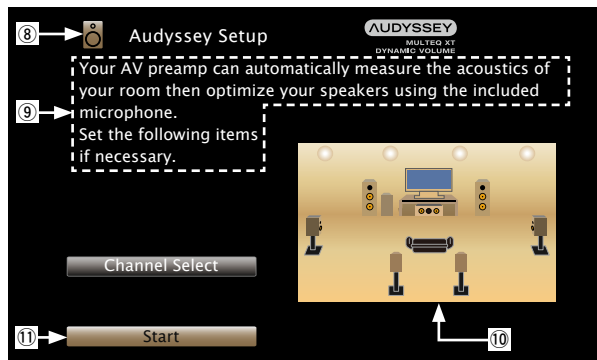 ⑧
Audyssey Setup
AUDYSSEY
MULTEQ XT
DYNAMIC VOLUME
Your AV preamp can automatically measure the acoustics of
your room then optimize your speakers using the included
⑨
microphone.
Set the following items
if necessary.
Channel Select
⑪
Start
⑩